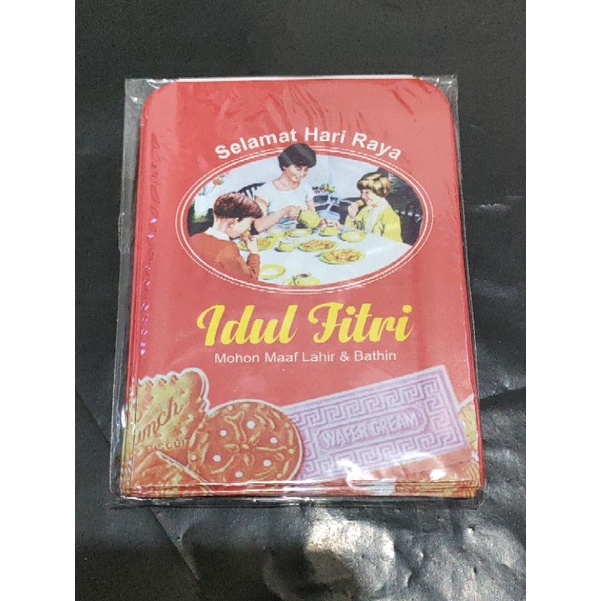 Selamat Hari Raya
Idul Fitri
Mohon Maaf Lahir & Bathin
WAFER CREAM